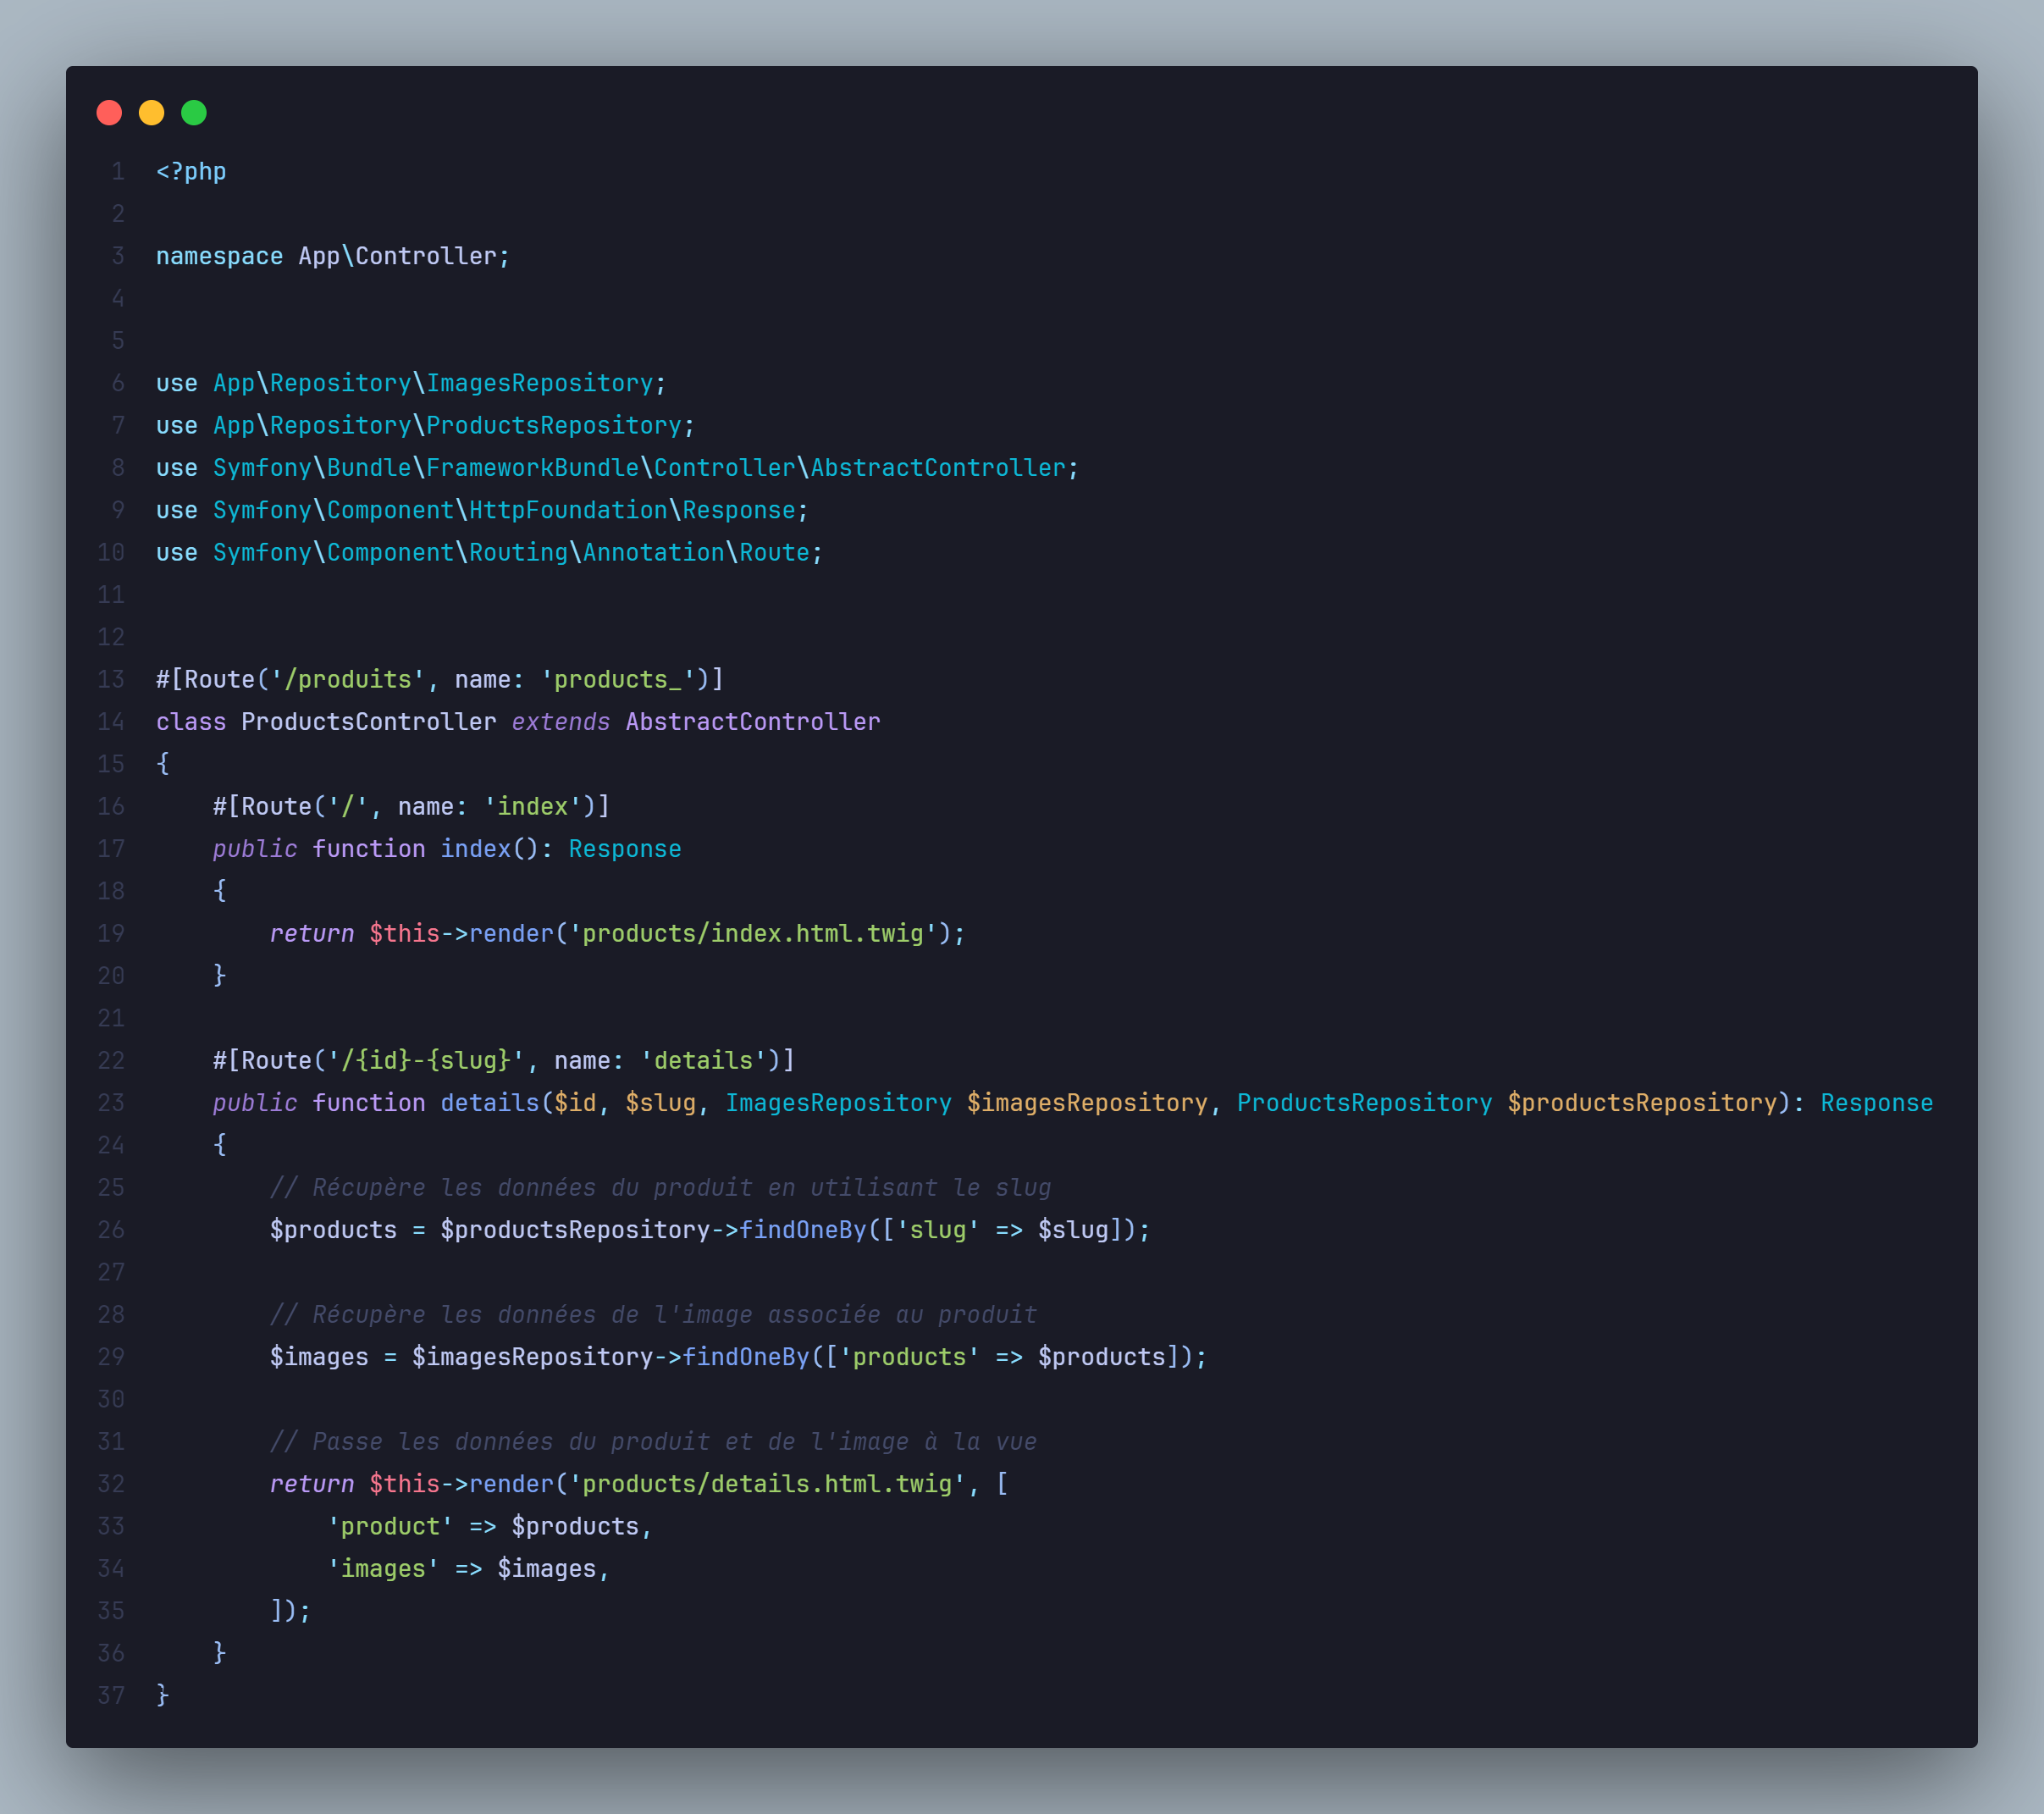 1 <?php
2
3 namespace App\Controller;
4
5
6 use App\Repository\ImagesRepository;
7 use App\Repository\ProductsRepository;
8 use Symfony\Bundle\FrameworkBundle\Controller\AbstractController;
9 use Symfony\Component\HttpFoundation\Response;
10 use Symfony\Component\Routing\Annotation\Route;
11
12
13 #[Route('/produits', name: 'products_')]
14 class ProductsController extends AbstractController
15 {
16     #[Route('/', name: 'index')]
17     public function index(): Response
18     {
19         return $this->render('products/index.html.twig');
20     }
21
22     #[Route('/{id}-{slug}', name: 'details')]
23     public function details($id, $slug, ImagesRepository $imagesRepository, ProductsRepository $productsRepository): Response
24     {
25         // Récupère les données du produit en utilisant le slug
26         $products = $productsRepository->findOneBy(['slug' => $slug]);
27
28         // Récupère les données de l'image associée au produit
29         $images = $imagesRepository->findOneBy(['products' => $products]);
30
31         // Passe les données du produit et de l'image à la vue
32         return $this->render('products/details.html.twig', [
33             'product' => $products,
34             'images' => $images,
35         ]);
36     }
37 }